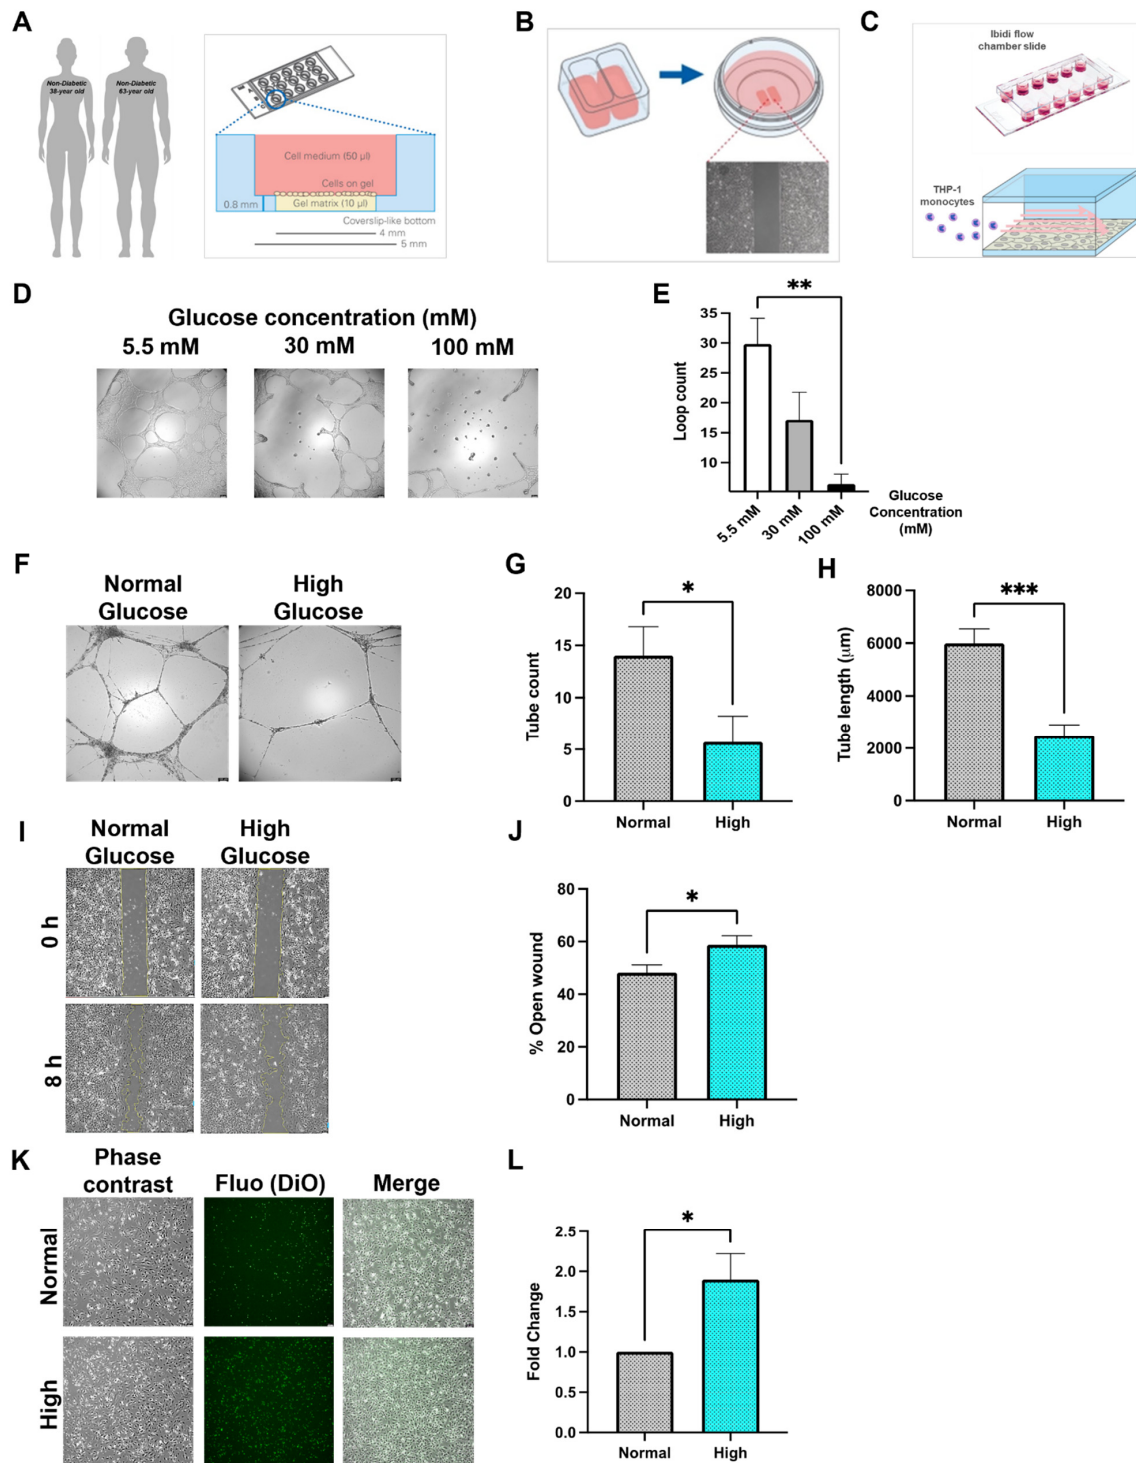 A
Non-Diabetic
38-year old
Non-Diabetic
63-year old
Cell medium (50 µl)
Cells on gel
0.8 mm
Gel matrix (10 µl)
Coverslip-like bottom
4 mm
5 mm
B
C
Ibidi flow
chamber slide
THP-1
monocytes
D
Glucose concentration (mM)
5.5 mM
30 mM
100 mM
E
**
35
30
25
20
15
10
Loop count
5.5 mM
30 mM
100 mM
Glucose
Concentration
(mM)
F
Normal
Glucose
High
Glucose
G
*
20
15
10
5
0
Tube count
Normal
High
H
***
8000
6000
4000
2000
0
Tube length (µm)
Normal
High
I
Normal
Glucose
High
Glucose
0 h
8 h
J
*
80
60
40
20
0
% Open wound
Normal
High
K
Phase
contrast
Fluo (DiO)
Merge
Normal
High
L
*
2.5
2.0
1.5
1.0
0.5
0.0
Fold Change
Normal
High